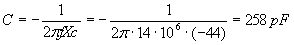 C = − 1 / 2πfXc = − 1 / 2π · 14 · 10⁶ · (−44) = 258 pF